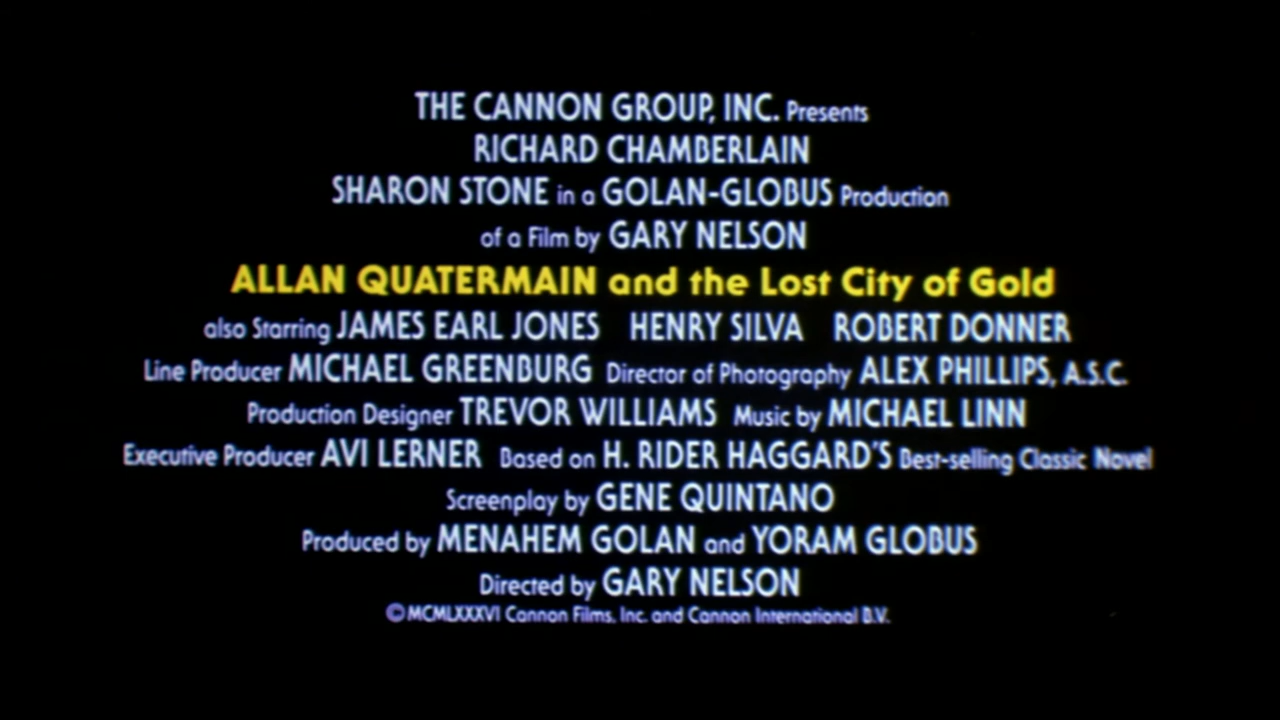 THE CANNON GROUP, INC. Presents
RICHARD CHAMBERLAIN
SHARON STONE in a GOLAN-GLOBUS Production
of a Film by GARY NELSON
ALLAN QUATERMAIN and the Lost City of Gold
also Starring JAMES EARL JONES HENRY SILVA ROBERT DONNER
Line Producer MICHAEL GREENBURG Director of Photography ALEX PHILLIPS, A.S.C.
Production Designer TREVOR WILLIAMS Music by MICHAEL LINN
Executive Producer AVI LERNER Based on H. RIDER HAGGARD'S Best-selling Classic Novel
Screenplay by GENE QUINTANO
Produced by MENAHEM GOLAN and YORAM GLOBUS
Directed by GARY NELSON
©MCMLXXXVI Cannon Films, Inc. and Cannon International B.V.